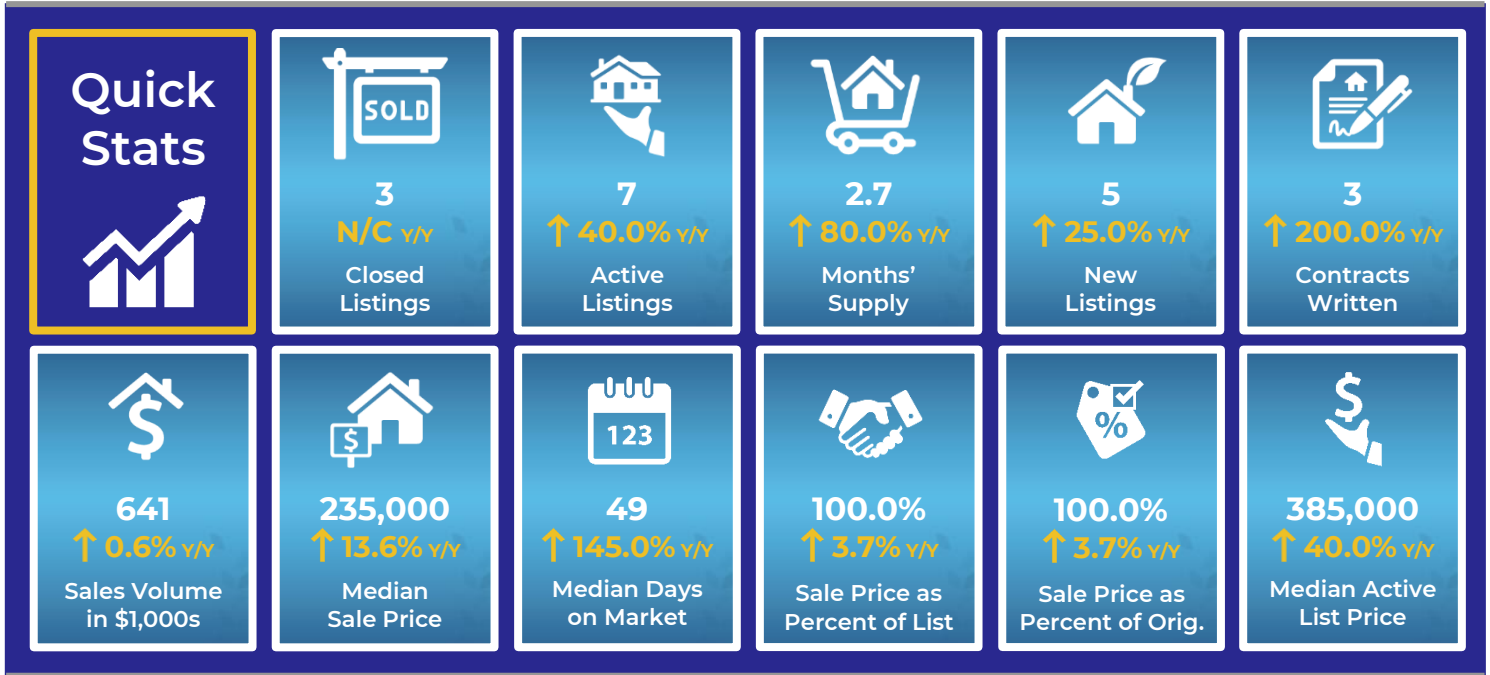 Quick
Stats
SOLD
3
N/C Y/Y
Closed
Listings
7
↑ 40.0% Y/Y
Active
Listings
2.7
↑ 80.0% Y/Y
Months’
Supply
5
↑ 25.0% Y/Y
New
Listings
3
↑ 200.0% Y/Y
Contracts
Written
$
641
↑ 0.6% Y/Y
Sales Volume
in $1,000s
$
235,000
↑ 13.6% Y/Y
Median
Sale Price
123
49
↑ 145.0% Y/Y
Median Days
on Market
100.0%
↑ 3.7% Y/Y
Sale Price as
Percent of List
%
100.0%
↑ 3.7% Y/Y
Sale Price as
Percent of Orig.
$
385,000
↑ 40.0% Y/Y
Median Active
List Price